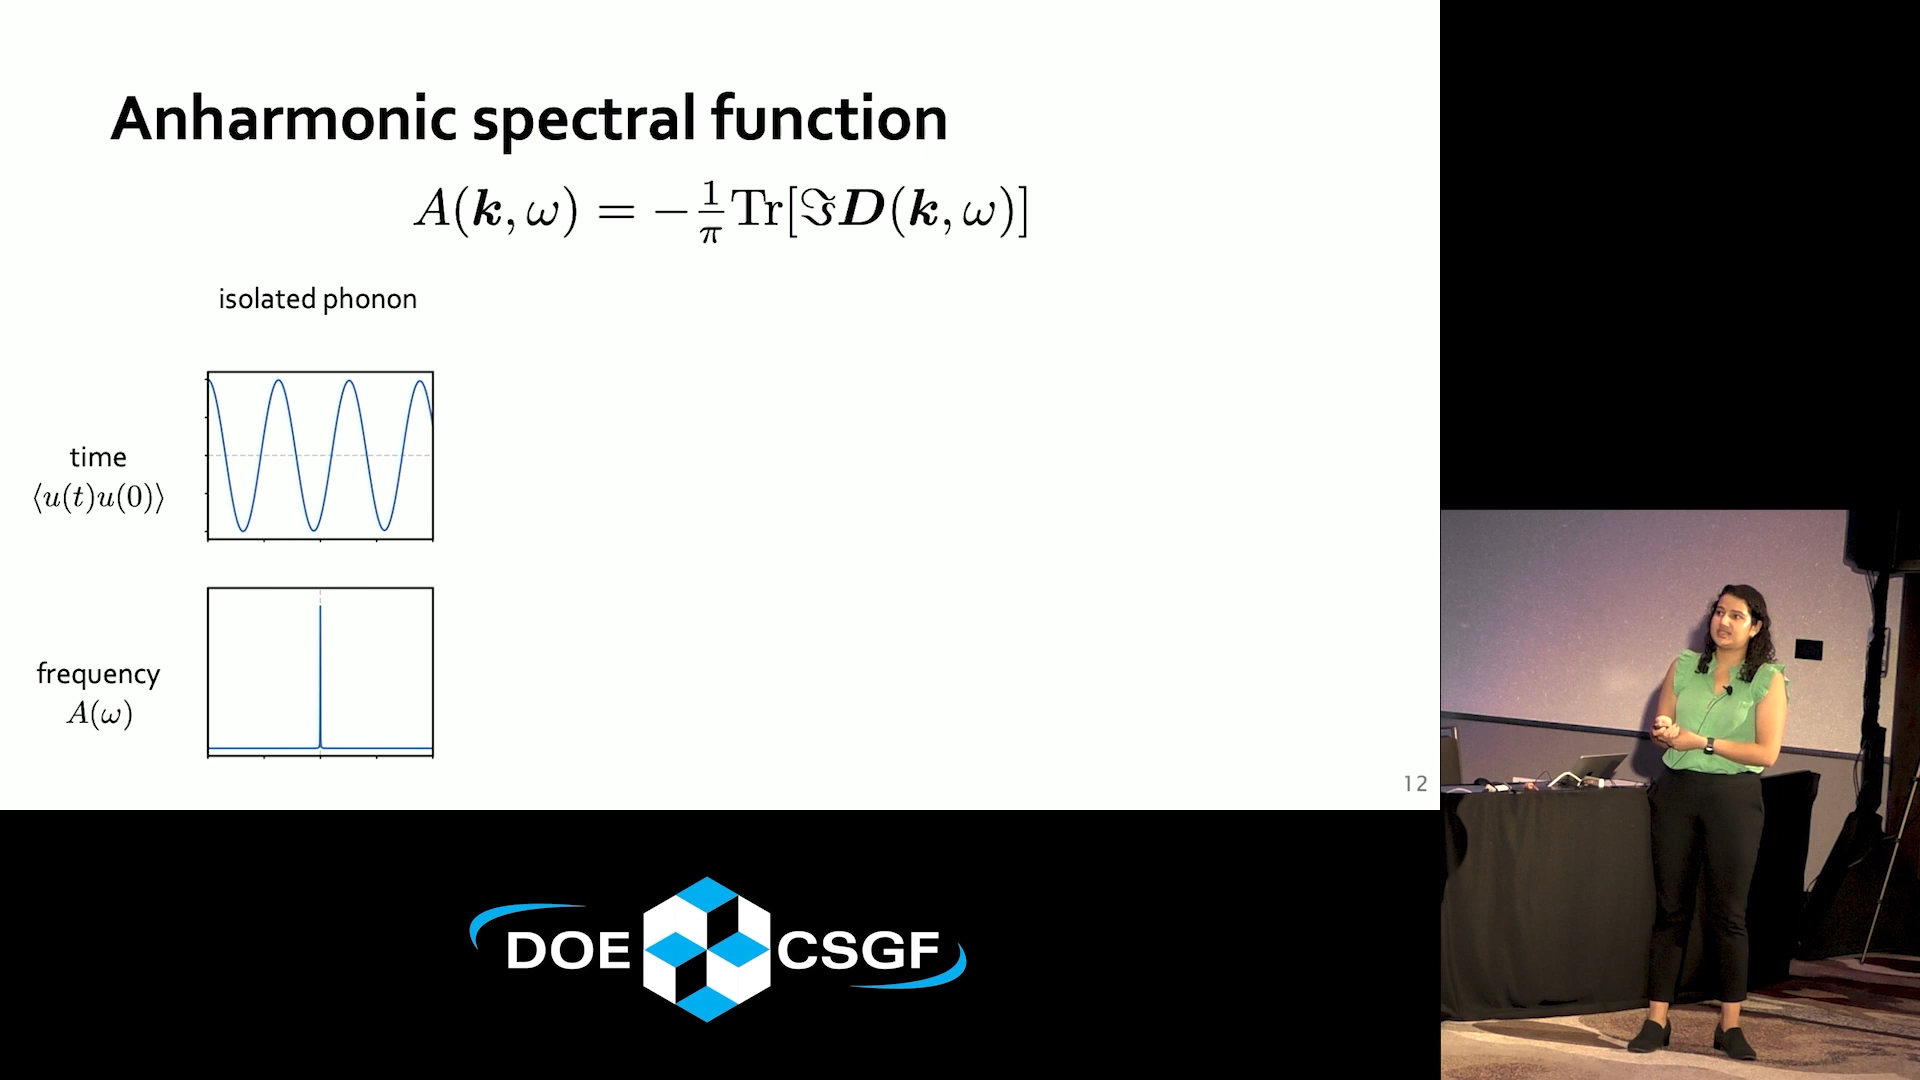 Anharmonic spectral function
A(k, ω) = −1/π Tr[ℑD(k, ω)]
isolated phonon
time
⟨u(t)u(0)⟩
frequency
A(ω)
12
DOE CSGF